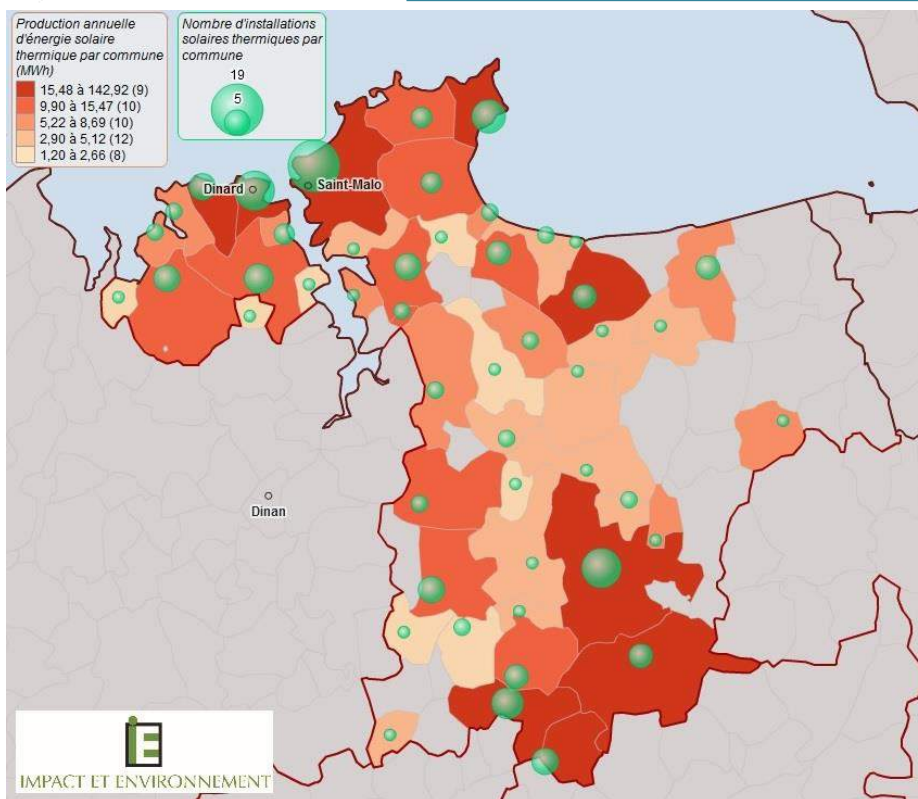 Production annuelle
d'énergie solaire
thermique par commune
(MWh)
15,48 à 142,92 (9)
9,90 à 15,47 (10)
5,22 à 8,69 (10)
2,90 à 5,12 (12)
1,20 à 2,66 (8)
Nombre d'installations
solaires thermiques par
commune
19
5
Dinard
Saint-Malo
Dinan
IE
IMPACT ET ENVIRONNEMENT